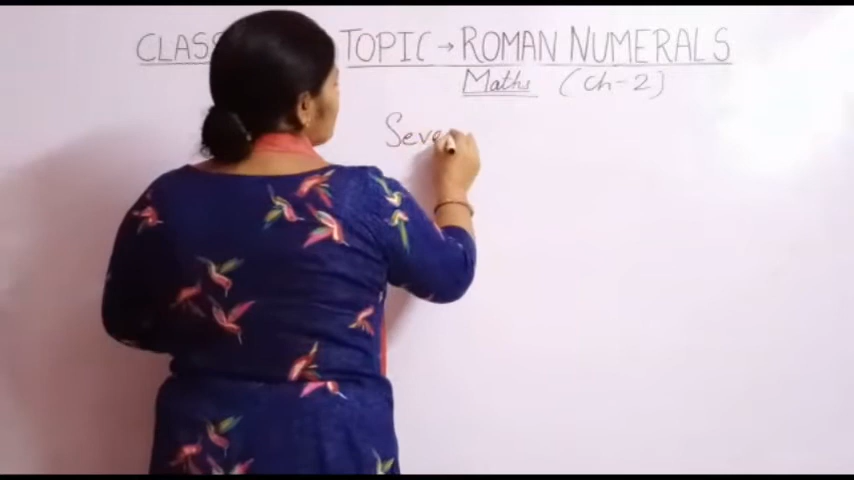 CLASS TOPIC → ROMAN NUMERALS
Maths (Ch-2)
Seve